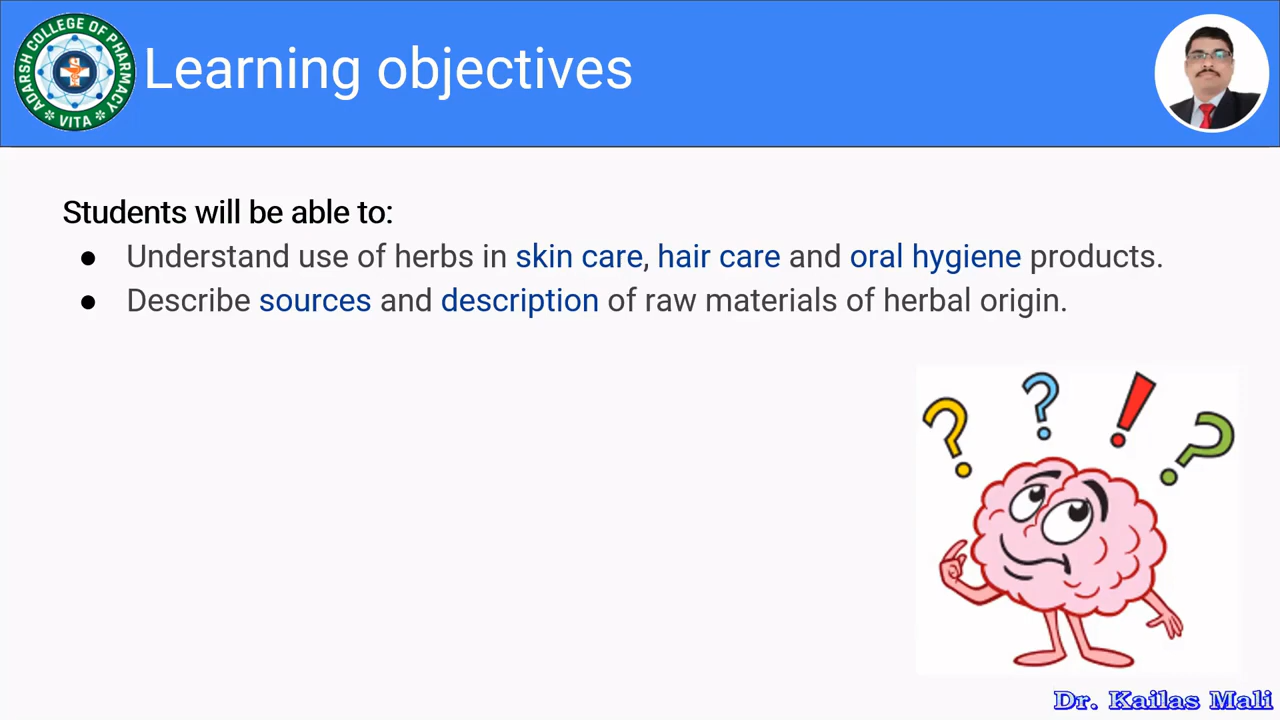 ADARSH COLLEGE OF PHARMACY
VITA
Learning objectives
Students will be able to:
● Understand use of herbs in skin care, hair care and oral hygiene products.
● Describe sources and description of raw materials of herbal origin.
? ? ! ?
Dr. Kailas Mali